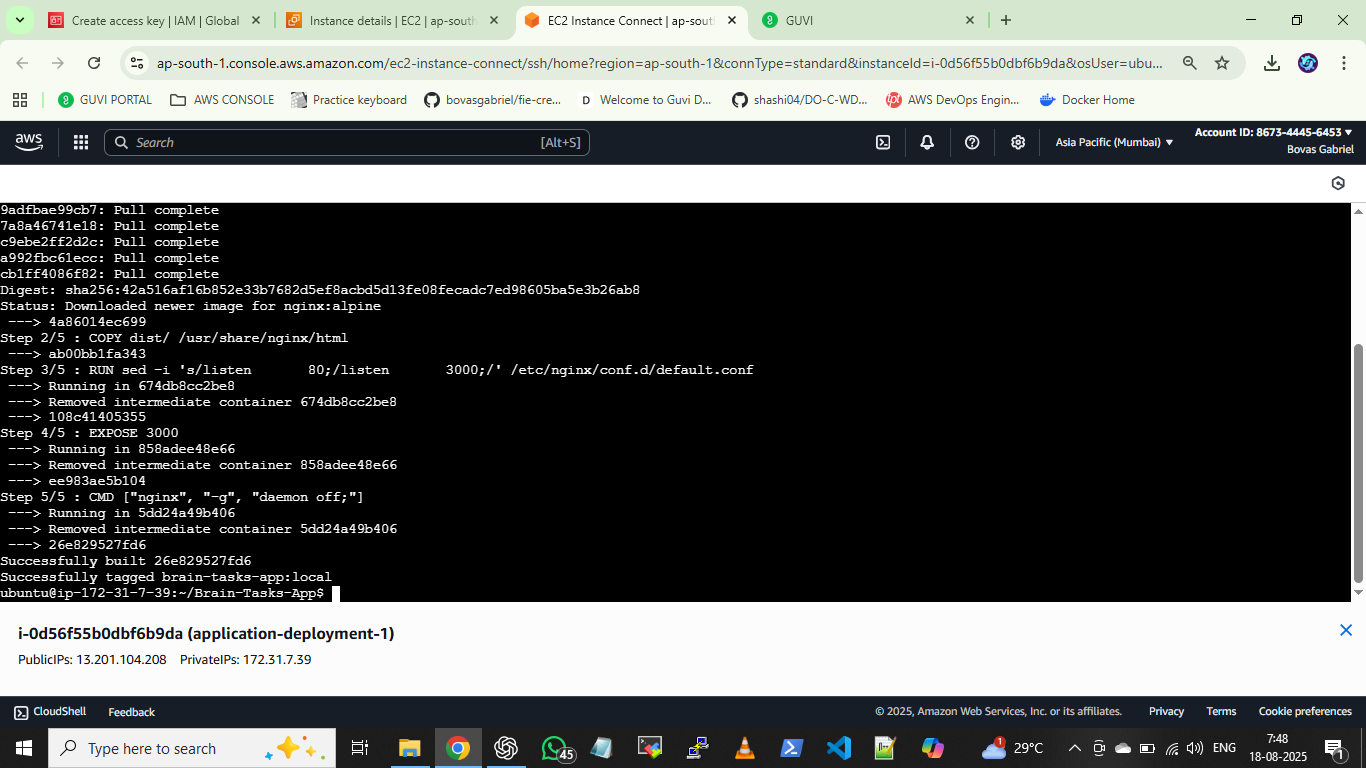 Create access key | IAM | Global
Instance details | EC2 | ap-sout
EC2 Instance Connect | ap-sout
GUVI
ap-south-1.console.aws.amazon.com/ec2-instance-connect/ssh/home?region=ap-south-1&connType=standard&instanceId=i-0d56f55b0dbf6b9da&osUser=ubu...
GUVI PORTAL
AWS CONSOLE
Practice keyboard
bovasgabriel/fie-cre...
Welcome to Guvi D...
shashi04/DO-C-WD...
AWS DevOps Engin...
Docker Home
aws
Search
[Alt+S]
Asia Pacific (Mumbai)
Account ID: 8673-4445-6453
Bovas Gabriel
9adfbae99cb7: Pull complete
7a8a46741e18: Pull complete
c9ebe2ff2d2c: Pull complete
a992fbc61ecc: Pull complete
cb1ff4086f82: Pull complete
Digest: sha256:42a516af16b852e33b7682d5ef8acbd5d13fe08fecadc7ed98605ba5e3b26ab8
Status: Downloaded newer image for nginx:alpine
---> 4a86014ec699
Step 2/5 : COPY dist/ /usr/share/nginx/html
---> ab00bb1fa343
Step 3/5 : RUN sed -i 's/listen       80;/listen       3000;/' /etc/nginx/conf.d/default.conf
---> Running in 674db8cc2be8
---> Removed intermediate container 674db8cc2be8
---> 108c41405355
Step 4/5 : EXPOSE 3000
---> Running in 858adee48e66
---> Removed intermediate container 858adee48e66
---> ee983ae5b104
Step 5/5 : CMD ["nginx", "-g", "daemon off;"]
---> Running in 5dd24a49b406
---> Removed intermediate container 5dd24a49b406
---> 26e829527fd6
Successfully built 26e829527fd6
Successfully tagged brain-tasks-app:local
ubuntu@ip-172-31-7-39:~/Brain-Tasks-App$
i-0d56f55b0dbf6b9da (application-deployment-1)
PublicIPs: 13.201.104.208    PrivateIPs: 172.31.7.39
CloudShell
Feedback
© 2025, Amazon Web Services, Inc. or its affiliates.
Privacy
Terms
Cookie preferences
Type here to search
45
1
29°C
ENG
7:48
18-08-2025
1